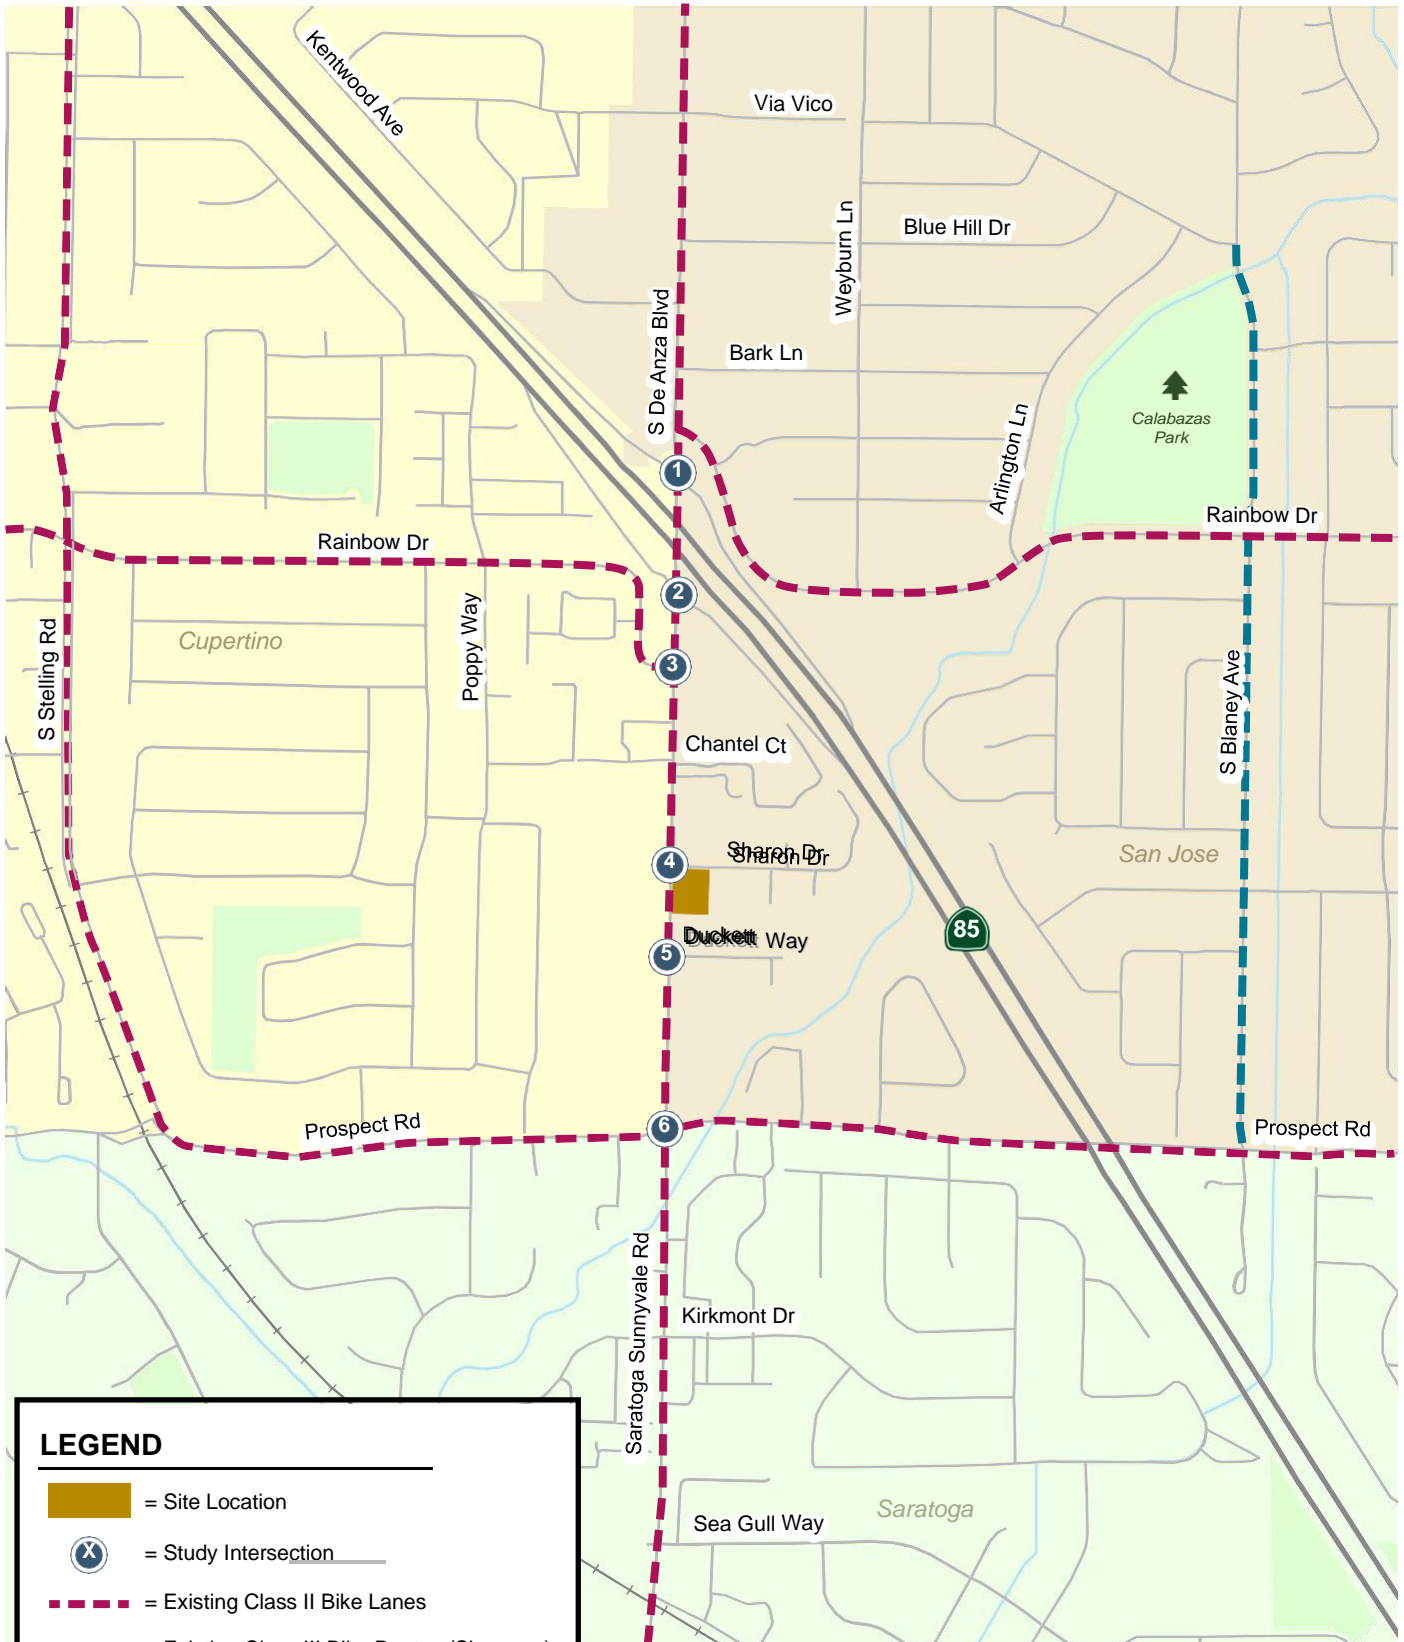 Kentwood Ave
Via Vico
Weyburn Ln
Blue Hill Dr
S De Anza Blvd
Bark Ln
Calabazas
Park
Arlington Ln
1
Rainbow Dr
Rainbow Dr
2
Poppy Way
S Stelling Rd
Cupertino
3
S Blaney Ave
Chantel Ct
4
Sharon Dr
Sharon Dr
San Jose
85
Duckett
Duckett Way
5
Prospect Rd
6
Prospect Rd
Saratoga Sunnyvale Rd
Kirkmont Dr
Saratoga
Sea Gull Way
LEGEND
= Site Location
X = Study Intersection
= Existing Class II Bike Lanes